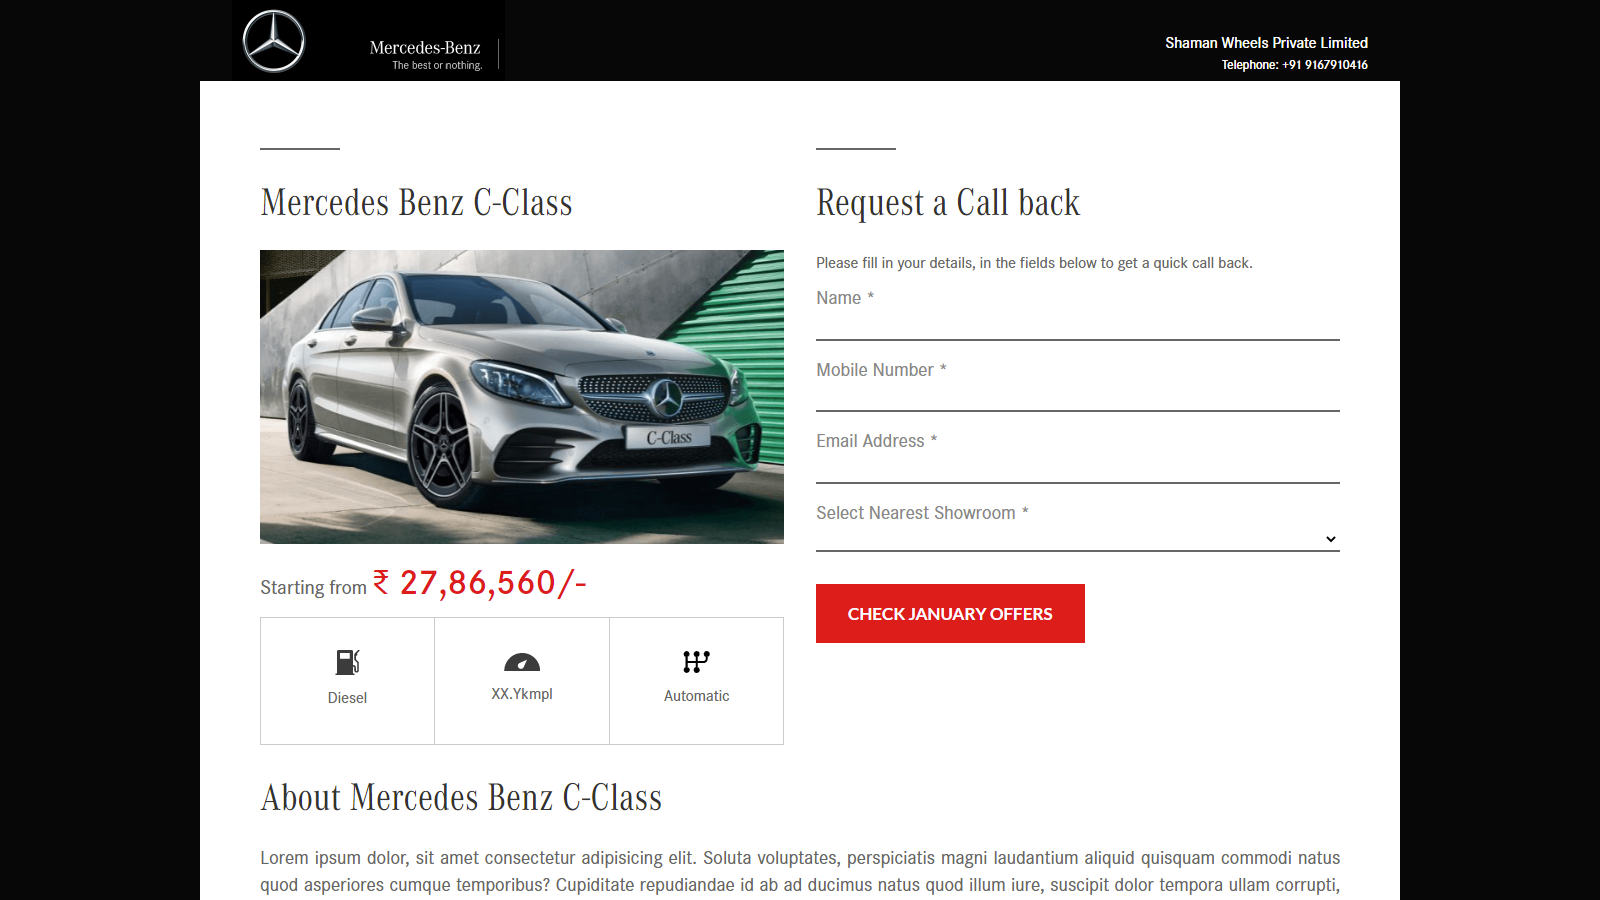 Mercedes-Benz
The best or nothing.
Shaman Wheels Private Limited
Telephone: +91 9167910416
Mercedes Benz C-Class
C-Class
Starting from ₹ 27,86,560/-
Diesel
XX.Ykmpl
Automatic
Request a Call back
Please fill in your details, in the fields below to get a quick call back.
Name *
Mobile Number *
Email Address *
Select Nearest Showroom *
CHECK JANUARY OFFERS
About Mercedes Benz C-Class
Lorem ipsum dolor, sit amet consectetur adipisicing elit. Soluta voluptates, perspiciatis magni laudantium aliquid quisquam commodi natus
quod asperiores cumque temporibus? Cupiditate repudiandae id ab ad ducimus natus quod illum iure, suscipit dolor tempora ullam corrupti,